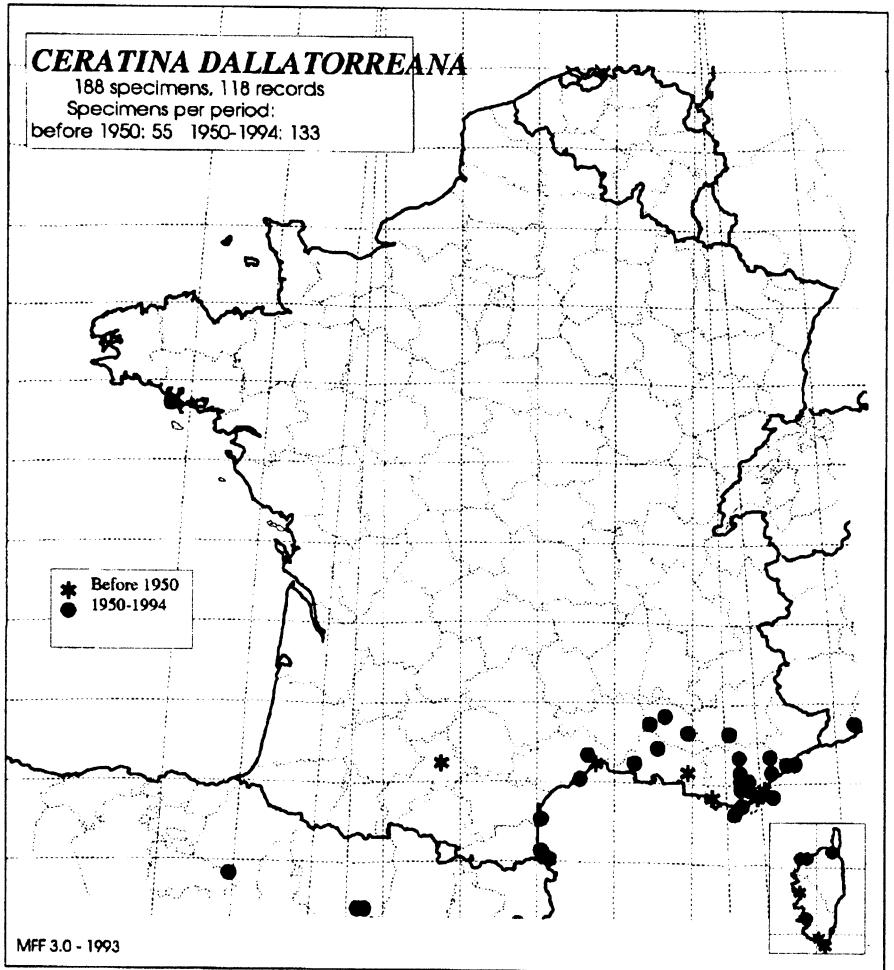 CERATINA DALLATORREANA
188 specimens, 118 records
Specimens per period:
before 1950: 55 1950-1994: 133
Before 1950
1950-1994
MFF 3.0 - 1993